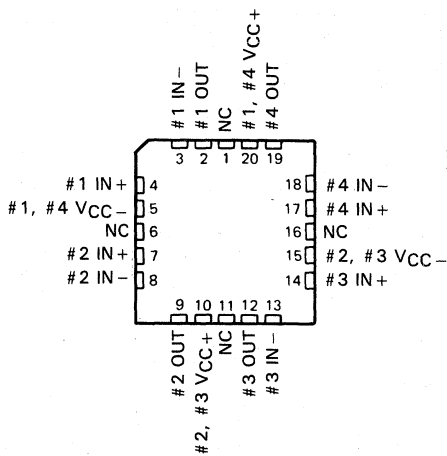 #1 IN−
#1 OUT
NC
#1, #4 VCC+
#4 OUT
3 2 1 20 19
#1 IN+ 4
#1, #4 VCC− 5
NC 6
#2 IN+ 7
#2 IN− 8
18 #4 IN−
17 #4 IN+
16 NC
15 #2, #3 VCC−
14 #3 IN+
9 10 11 12 13
#2 OUT
#2, #3 VCC+
NC
#3 OUT
#3 IN−